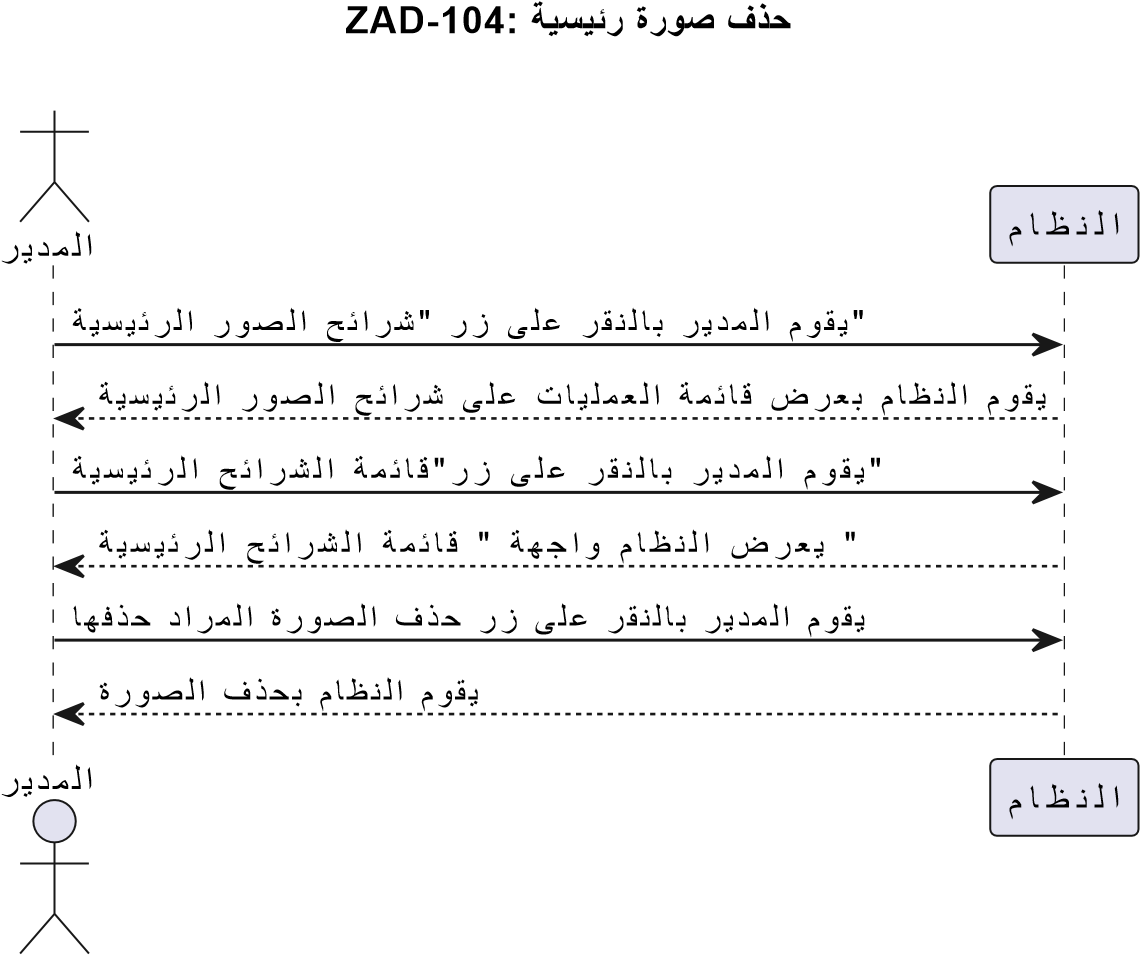 ZAD-104: حذف صورة رئيسية
المدير
النظام
يقوم المدير بالنقر على زر "شرائح الصور الرئيسية"
يقوم النظام بعرض قائمة العمليات على شرائح الصور الرئيسية
يقوم المدير بالنقر على زر"قائمة الشرائح الرئيسية"
يعرض النظام واجهة " قائمة الشرائح الرئيسية "
يقوم المدير بالنقر على زر حذف الصورة المراد حذفها
يقوم النظام بحذف الصورة
المدير
النظام